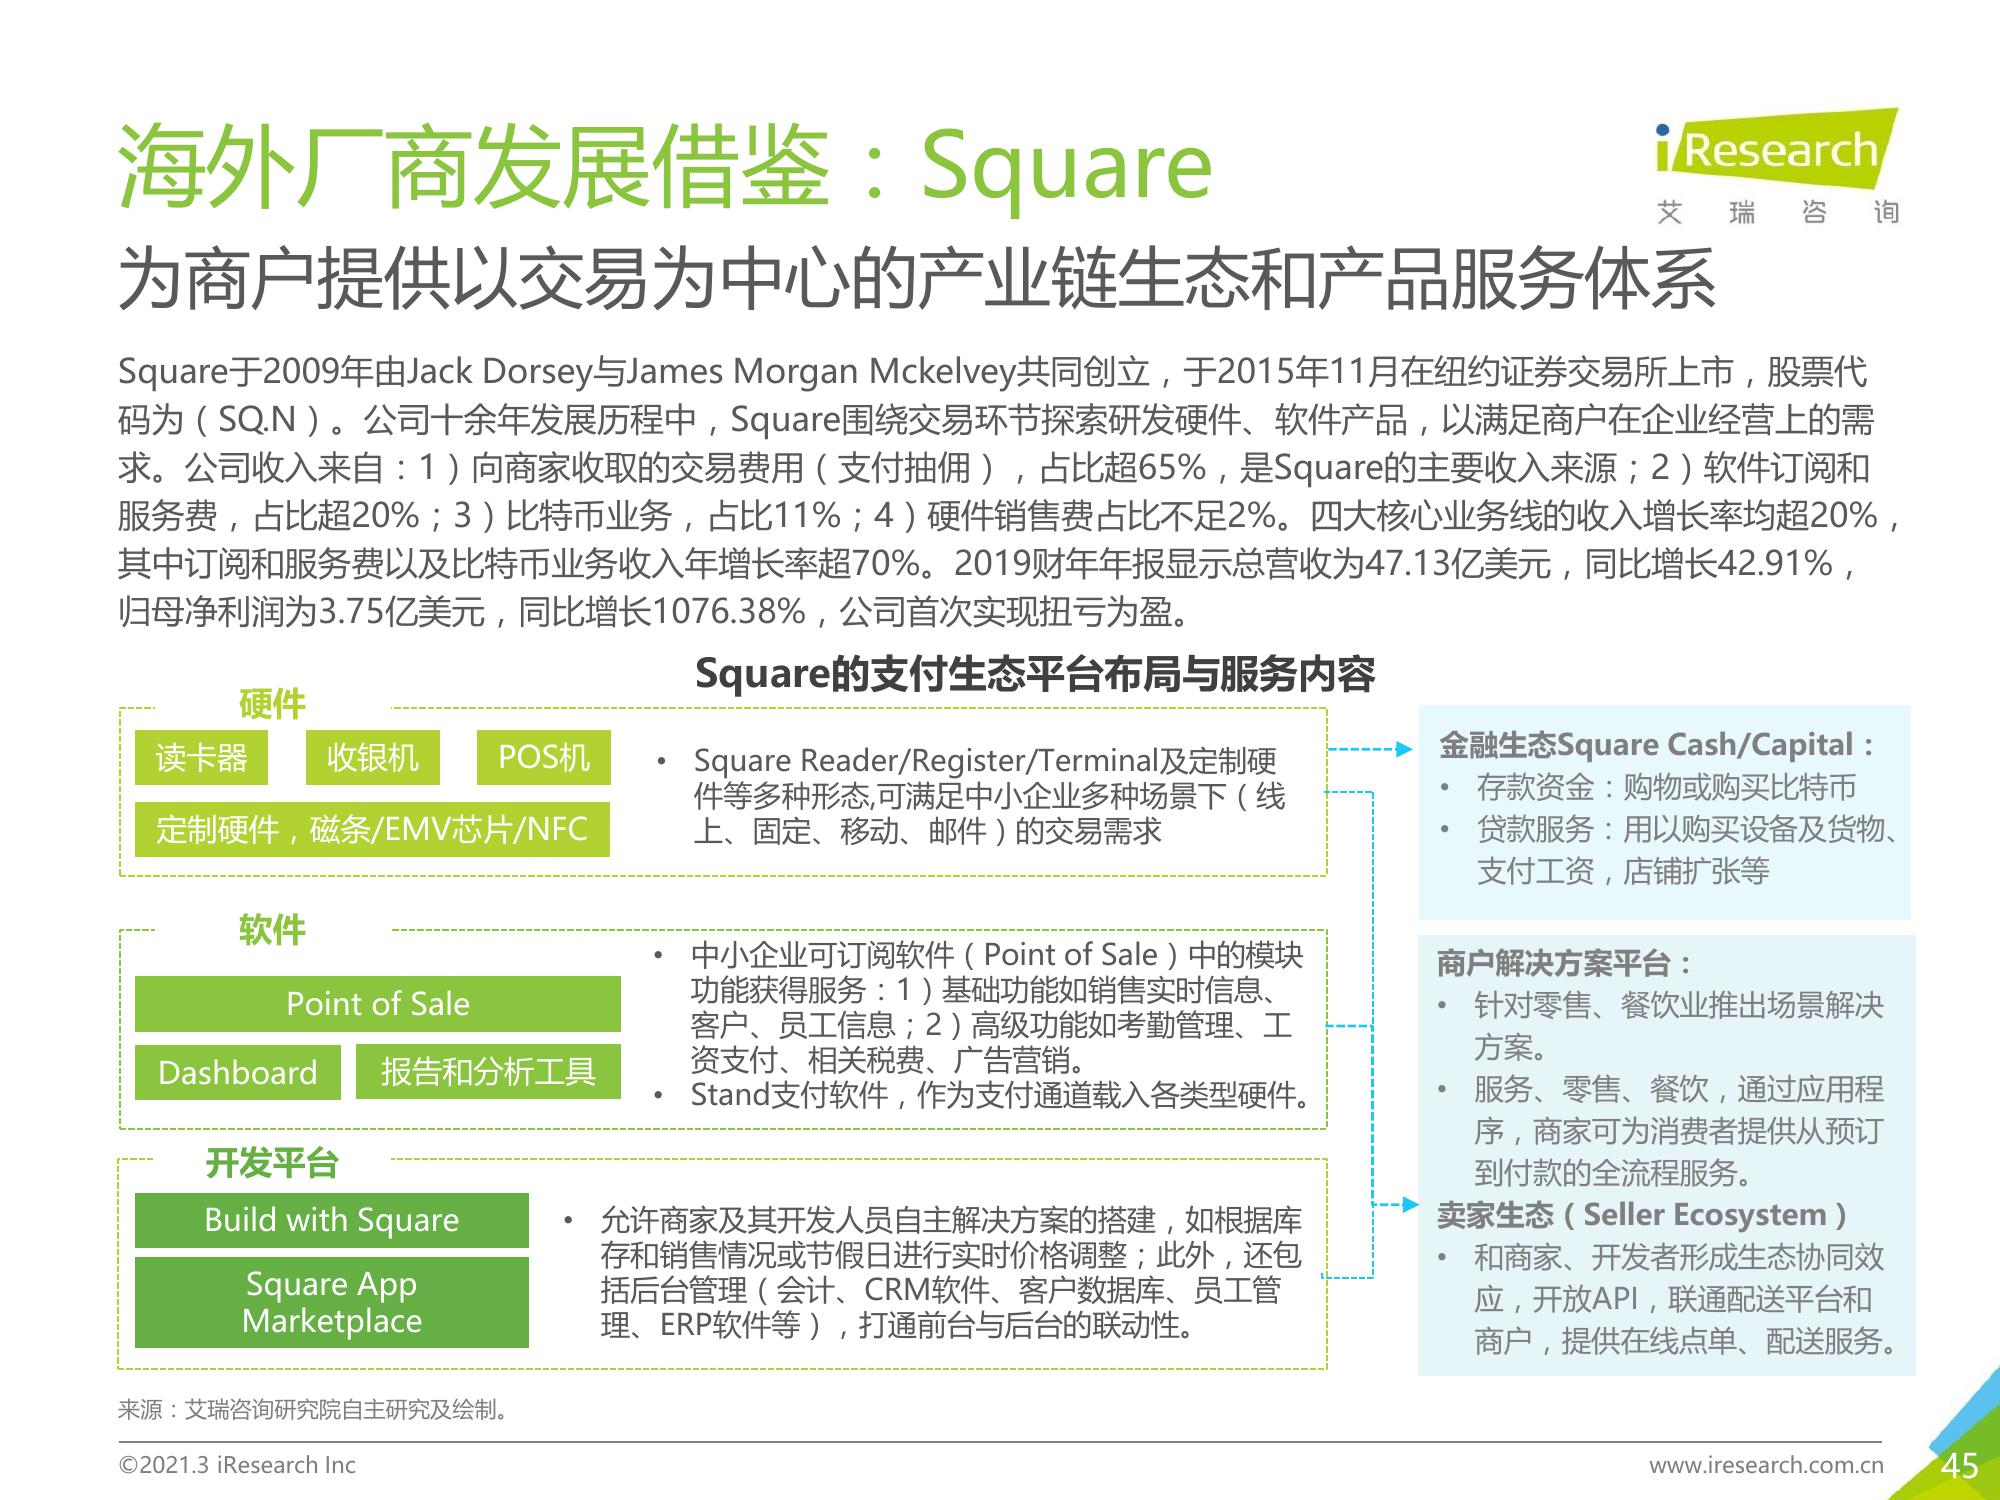 海外厂商发展借鉴：Square
iResearch
艾瑞咨询
为商户提供以交易为中心的产业链生态和产品服务体系
Square于2009年由Jack Dorsey与James Morgan Mckelvey共同创立，于2015年11月在纽约证券交易所上市，股票代
码为（SQ.N）。公司十余年发展历程中，Square围绕交易环节探索研发硬件、软件产品，以满足商户在企业经营上的需
求。公司收入来自：1）向商家收取的交易费用（支付抽佣），占比超65%，是Square的主要收入来源；2）软件订阅和
服务费，占比超20%；3）比特币业务，占比11%；4）硬件销售费占比不足2%。四大核心业务线的收入增长率均超20%，
其中订阅和服务费以及比特币业务收入年增长率超70%。2019财年年报显示总营收为47.13亿美元，同比增长42.91%，
归母净利润为3.75亿美元，同比增长1076.38%，公司首次实现扭亏为盈。
Square的支付生态平台布局与服务内容
硬件
读卡器
收银机
POS机
定制硬件，磁条/EMV芯片/NFC
• Square Reader/Register/Terminal及定制硬
件等多种形态,可满足中小企业多种场景下（线
上、固定、移动、邮件）的交易需求
软件
Point of Sale
Dashboard
报告和分析工具
• 中小企业可订阅软件（Point of Sale）中的模块
功能获得服务：1）基础功能如销售实时信息、
客户、员工信息；2）高级功能如考勤管理、工
资支付、相关税费、广告营销。
• Stand支付软件，作为支付通道载入各类型硬件。
开发平台
Build with Square
Square App
Marketplace
• 允许商家及其开发人员自主解决方案的搭建，如根据库
存和销售情况或节假日进行实时价格调整；此外，还包
括后台管理（会计、CRM软件、客户数据库、员工管
理、ERP软件等），打通前台与后台的联动性。
金融生态Square Cash/Capital：
• 存款资金：购物或购买比特币
• 贷款服务：用以购买设备及货物、
支付工资，店铺扩张等
商户解决方案平台：
• 针对零售、餐饮业推出场景解决
方案。
• 服务、零售、餐饮，通过应用程
序，商家可为消费者提供从预订
到付款的全流程服务。
卖家生态（Seller Ecosystem）
• 和商家、开发者形成生态协同效
应，开放API，联通配送平台和
商户，提供在线点单、配送服务。
来源：艾瑞咨询研究院自主研究及绘制。
©2021.3 iResearch Inc
www.iresearch.com.cn
45